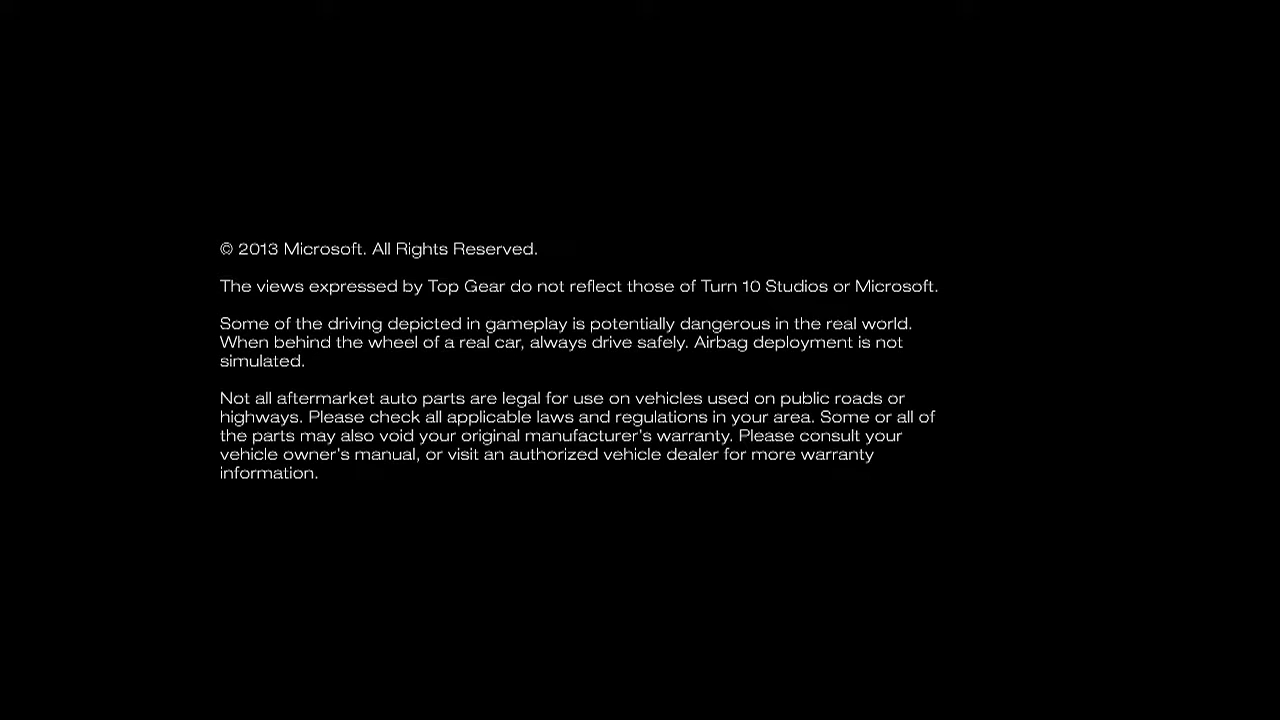 © 2013 Microsoft. All Rights Reserved.
The views expressed by Top Gear do not reflect those of Turn 10 Studios or Microsoft.
Some of the driving depicted in gameplay is potentially dangerous in the real world.
When behind the wheel of a real car, always drive safely. Airbag deployment is not
simulated.
Not all aftermarket auto parts are legal for use on vehicles used on public roads or
highways. Please check all applicable laws and regulations in your area. Some or all of
the parts may also void your original manufacturer's warranty. Please consult your
vehicle owner's manual, or visit an authorized vehicle dealer for more warranty
information.